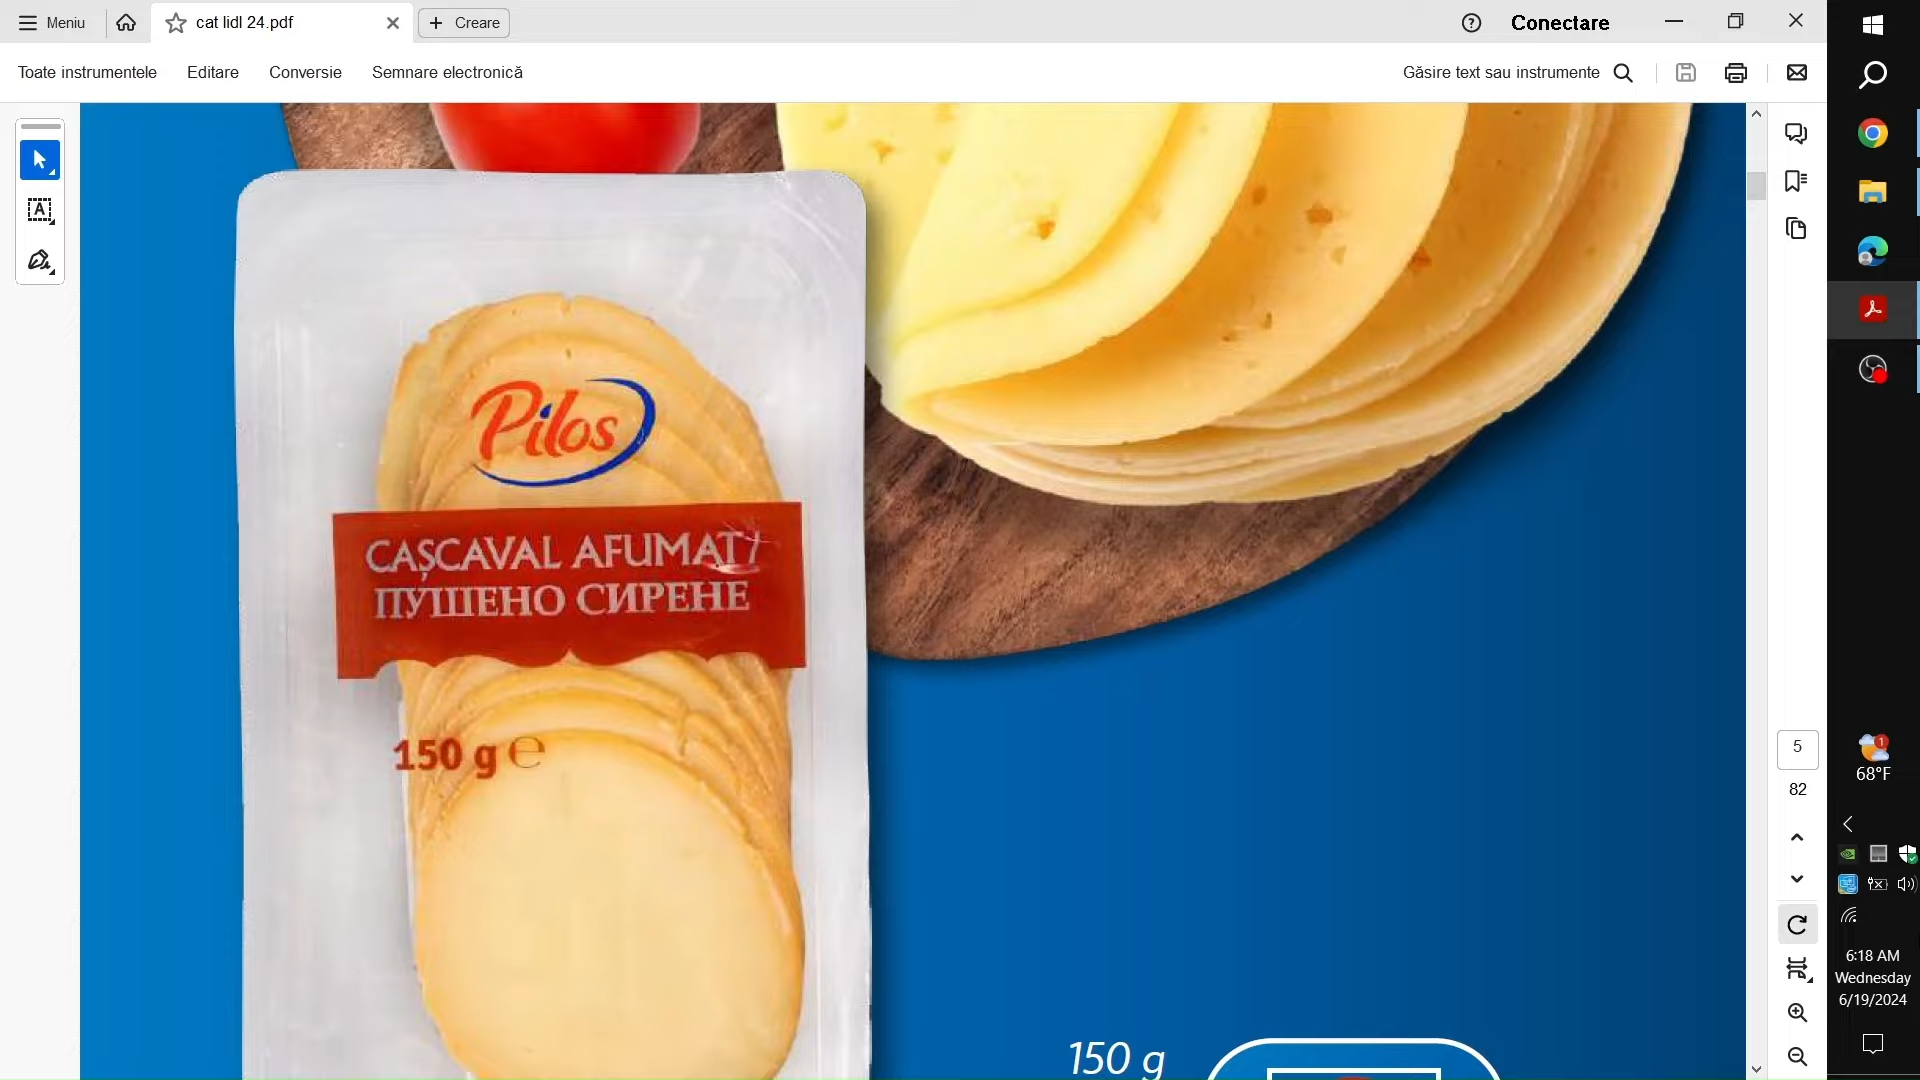 Meniu
cat lidl 24.pdf
Creare
Conectare
Toate instrumentele
Editare
Conversie
Semnare electronică
Găsire text sau instrumente
Pilos
CAȘCAVAL AFUMAT/
ПУШЕНО СИРЕНЕ
150 g ℮
150 g
5
82
1
68°F
6:18 AM
Wednesday
6/19/2024